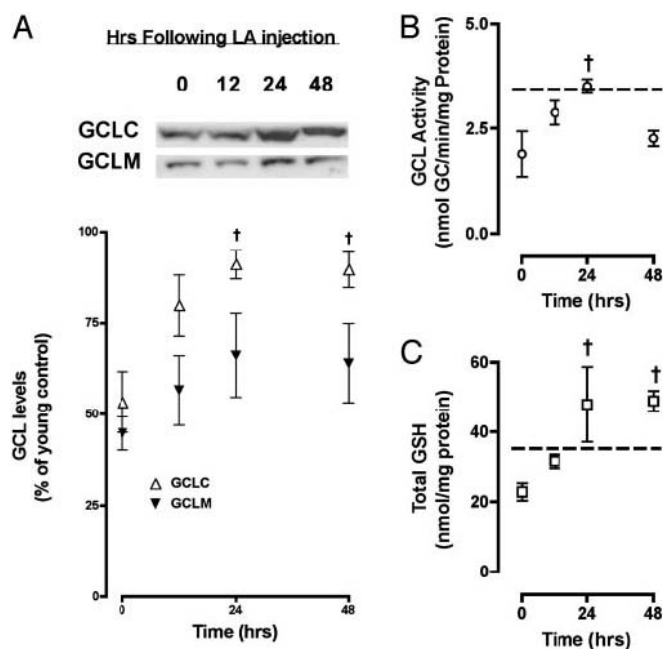 A
Hrs Following LA injection
0 12 24 48
GCLC
GCLM
GCL levels
(% of young control)
100
75
50
25
0
†
†
GCLC
GCLM
0 24 48
Time (hrs)
B
GCL Activity
(nmol GC/min/mg Protein)
5.0
2.5
0.0
†
0 24 48
Time (hrs)
C
Total GSH
(nmol/mg protein)
60
40
20
0
†
†
0 24 48
Time (hrs)